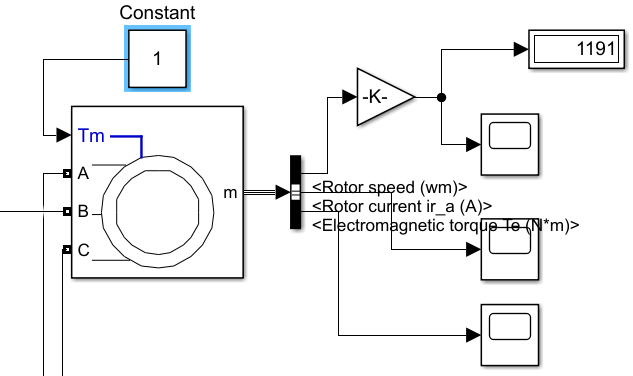 Constant
1
1191
-K-
Tm
A
m
B
C
<Rotor speed (wm)>
<Rotor current ir_a (A)>
<Electromagnetic torque Te (N*m)>